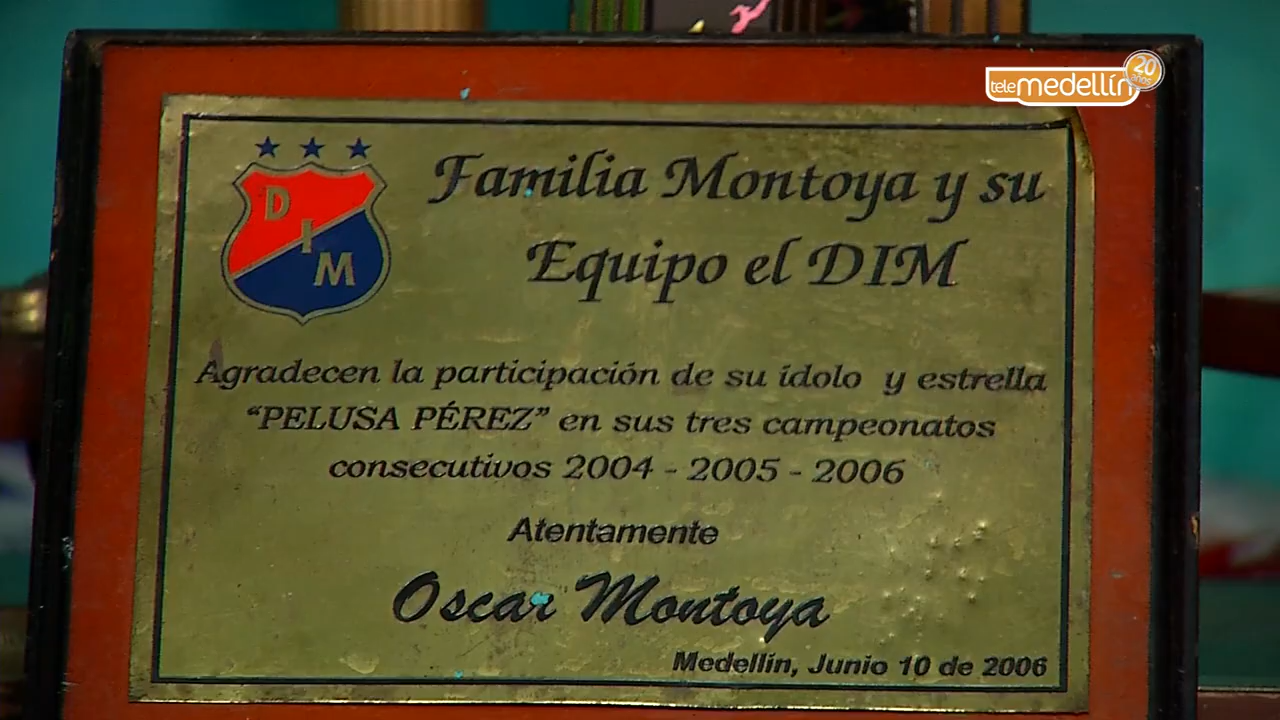 telemedellín
20
años
DIM
Familia Montoya y su
Equipo el DIM
Agradecen la participación de su ídolo y estrella
“PELUSA PÉREZ” en sus tres campeonatos
consecutivos 2004 - 2005 - 2006
Atentamente
Oscar Montoya
Medellín, Junio 10 de 2006